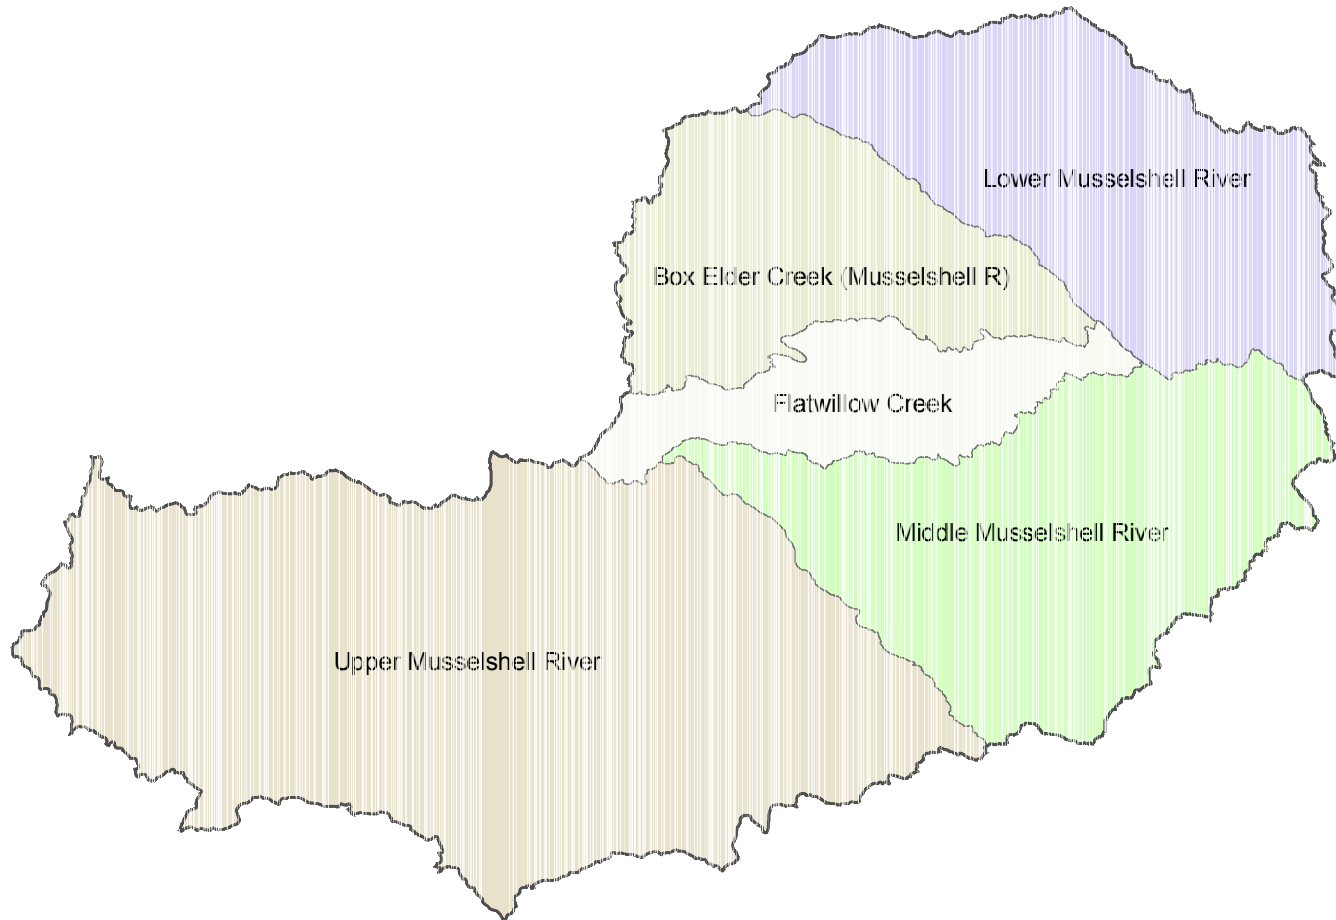 Lower Musselshell River
Box Elder Creek (Musselshell R)
Flatwillow Creek
Middle Musselshell River
Upper Musselshell River